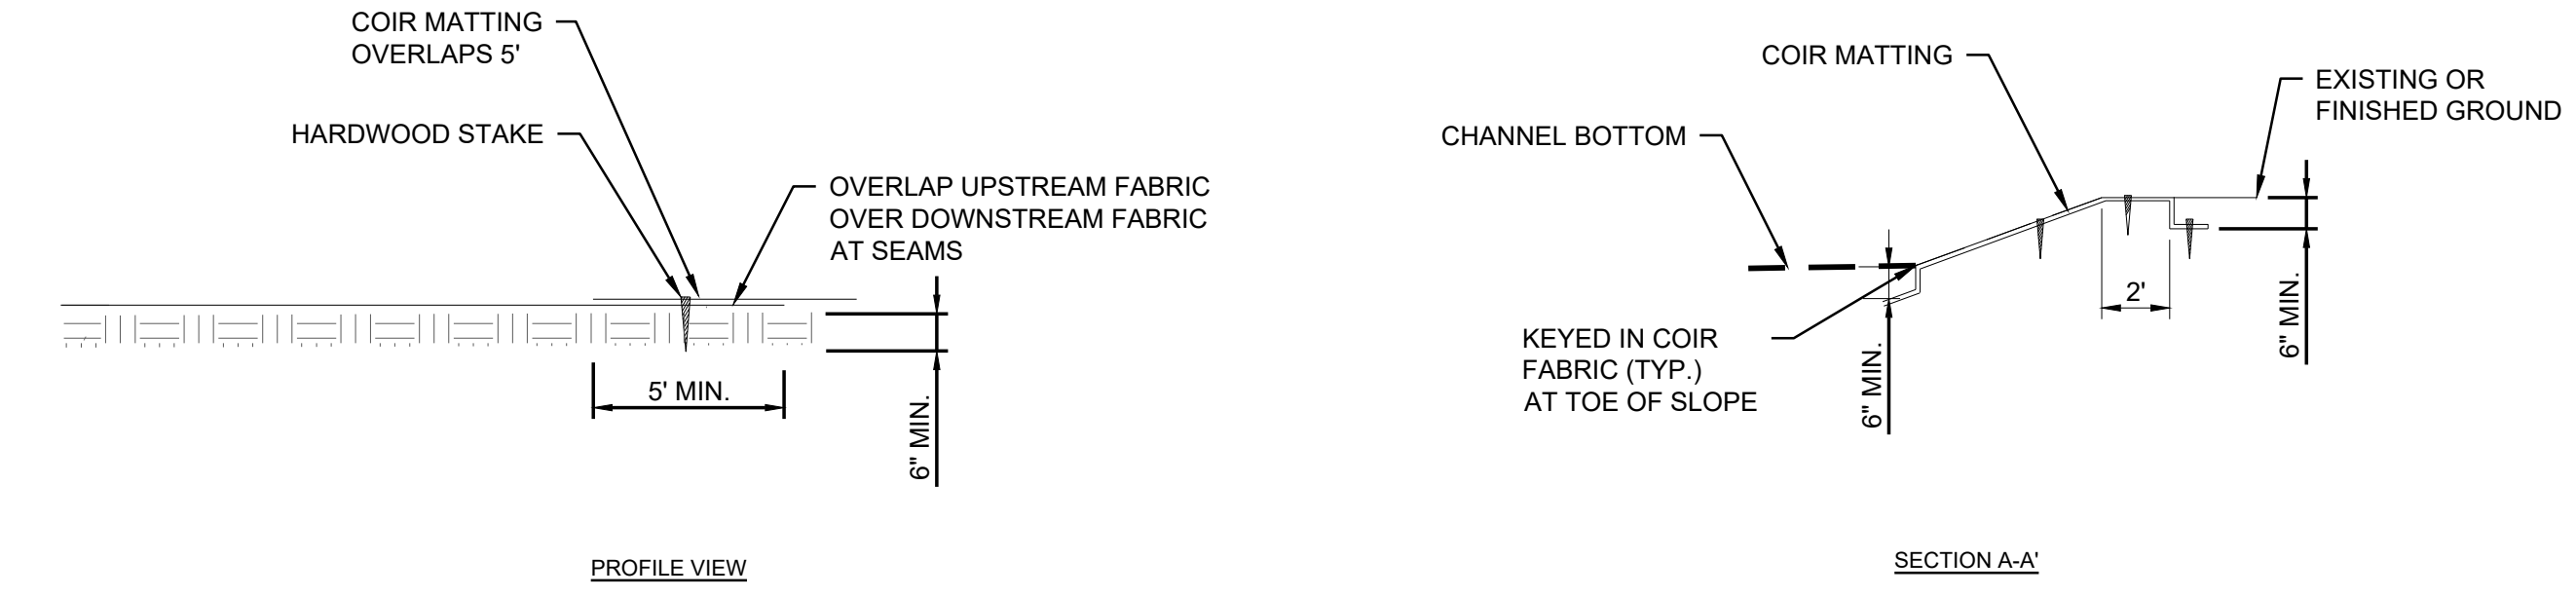 COIR MATTING
OVERLAPS 5'
HARDWOOD STAKE
OVERLAP UPSTREAM FABRIC
OVER DOWNSTREAM FABRIC
AT SEAMS
5' MIN.
6" MIN.
PROFILE VIEW
COIR MATTING
EXISTING OR
FINISHED GROUND
CHANNEL BOTTOM
2'
6" MIN.
KEYED IN COIR
FABRIC (TYP.)
AT TOE OF SLOPE
6" MIN.
SECTION A-A'